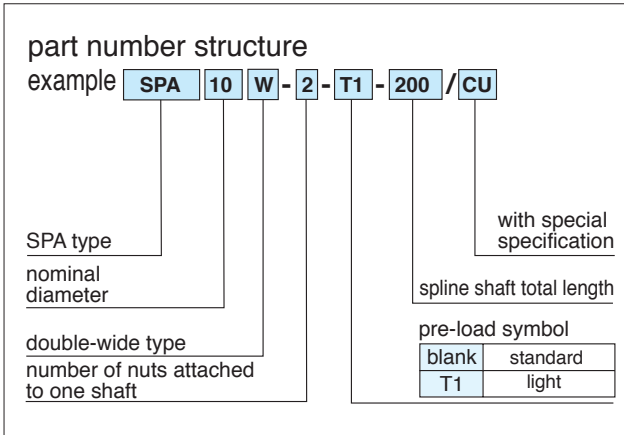 part number structure
example SPA 10 W - 2 - T1 - 200 / CU
with special
specification
SPA type
nominal
diameter
spline shaft total length
pre-load symbol
double-wide type
blank standard
number of nuts attached
to one shaft
T1 light